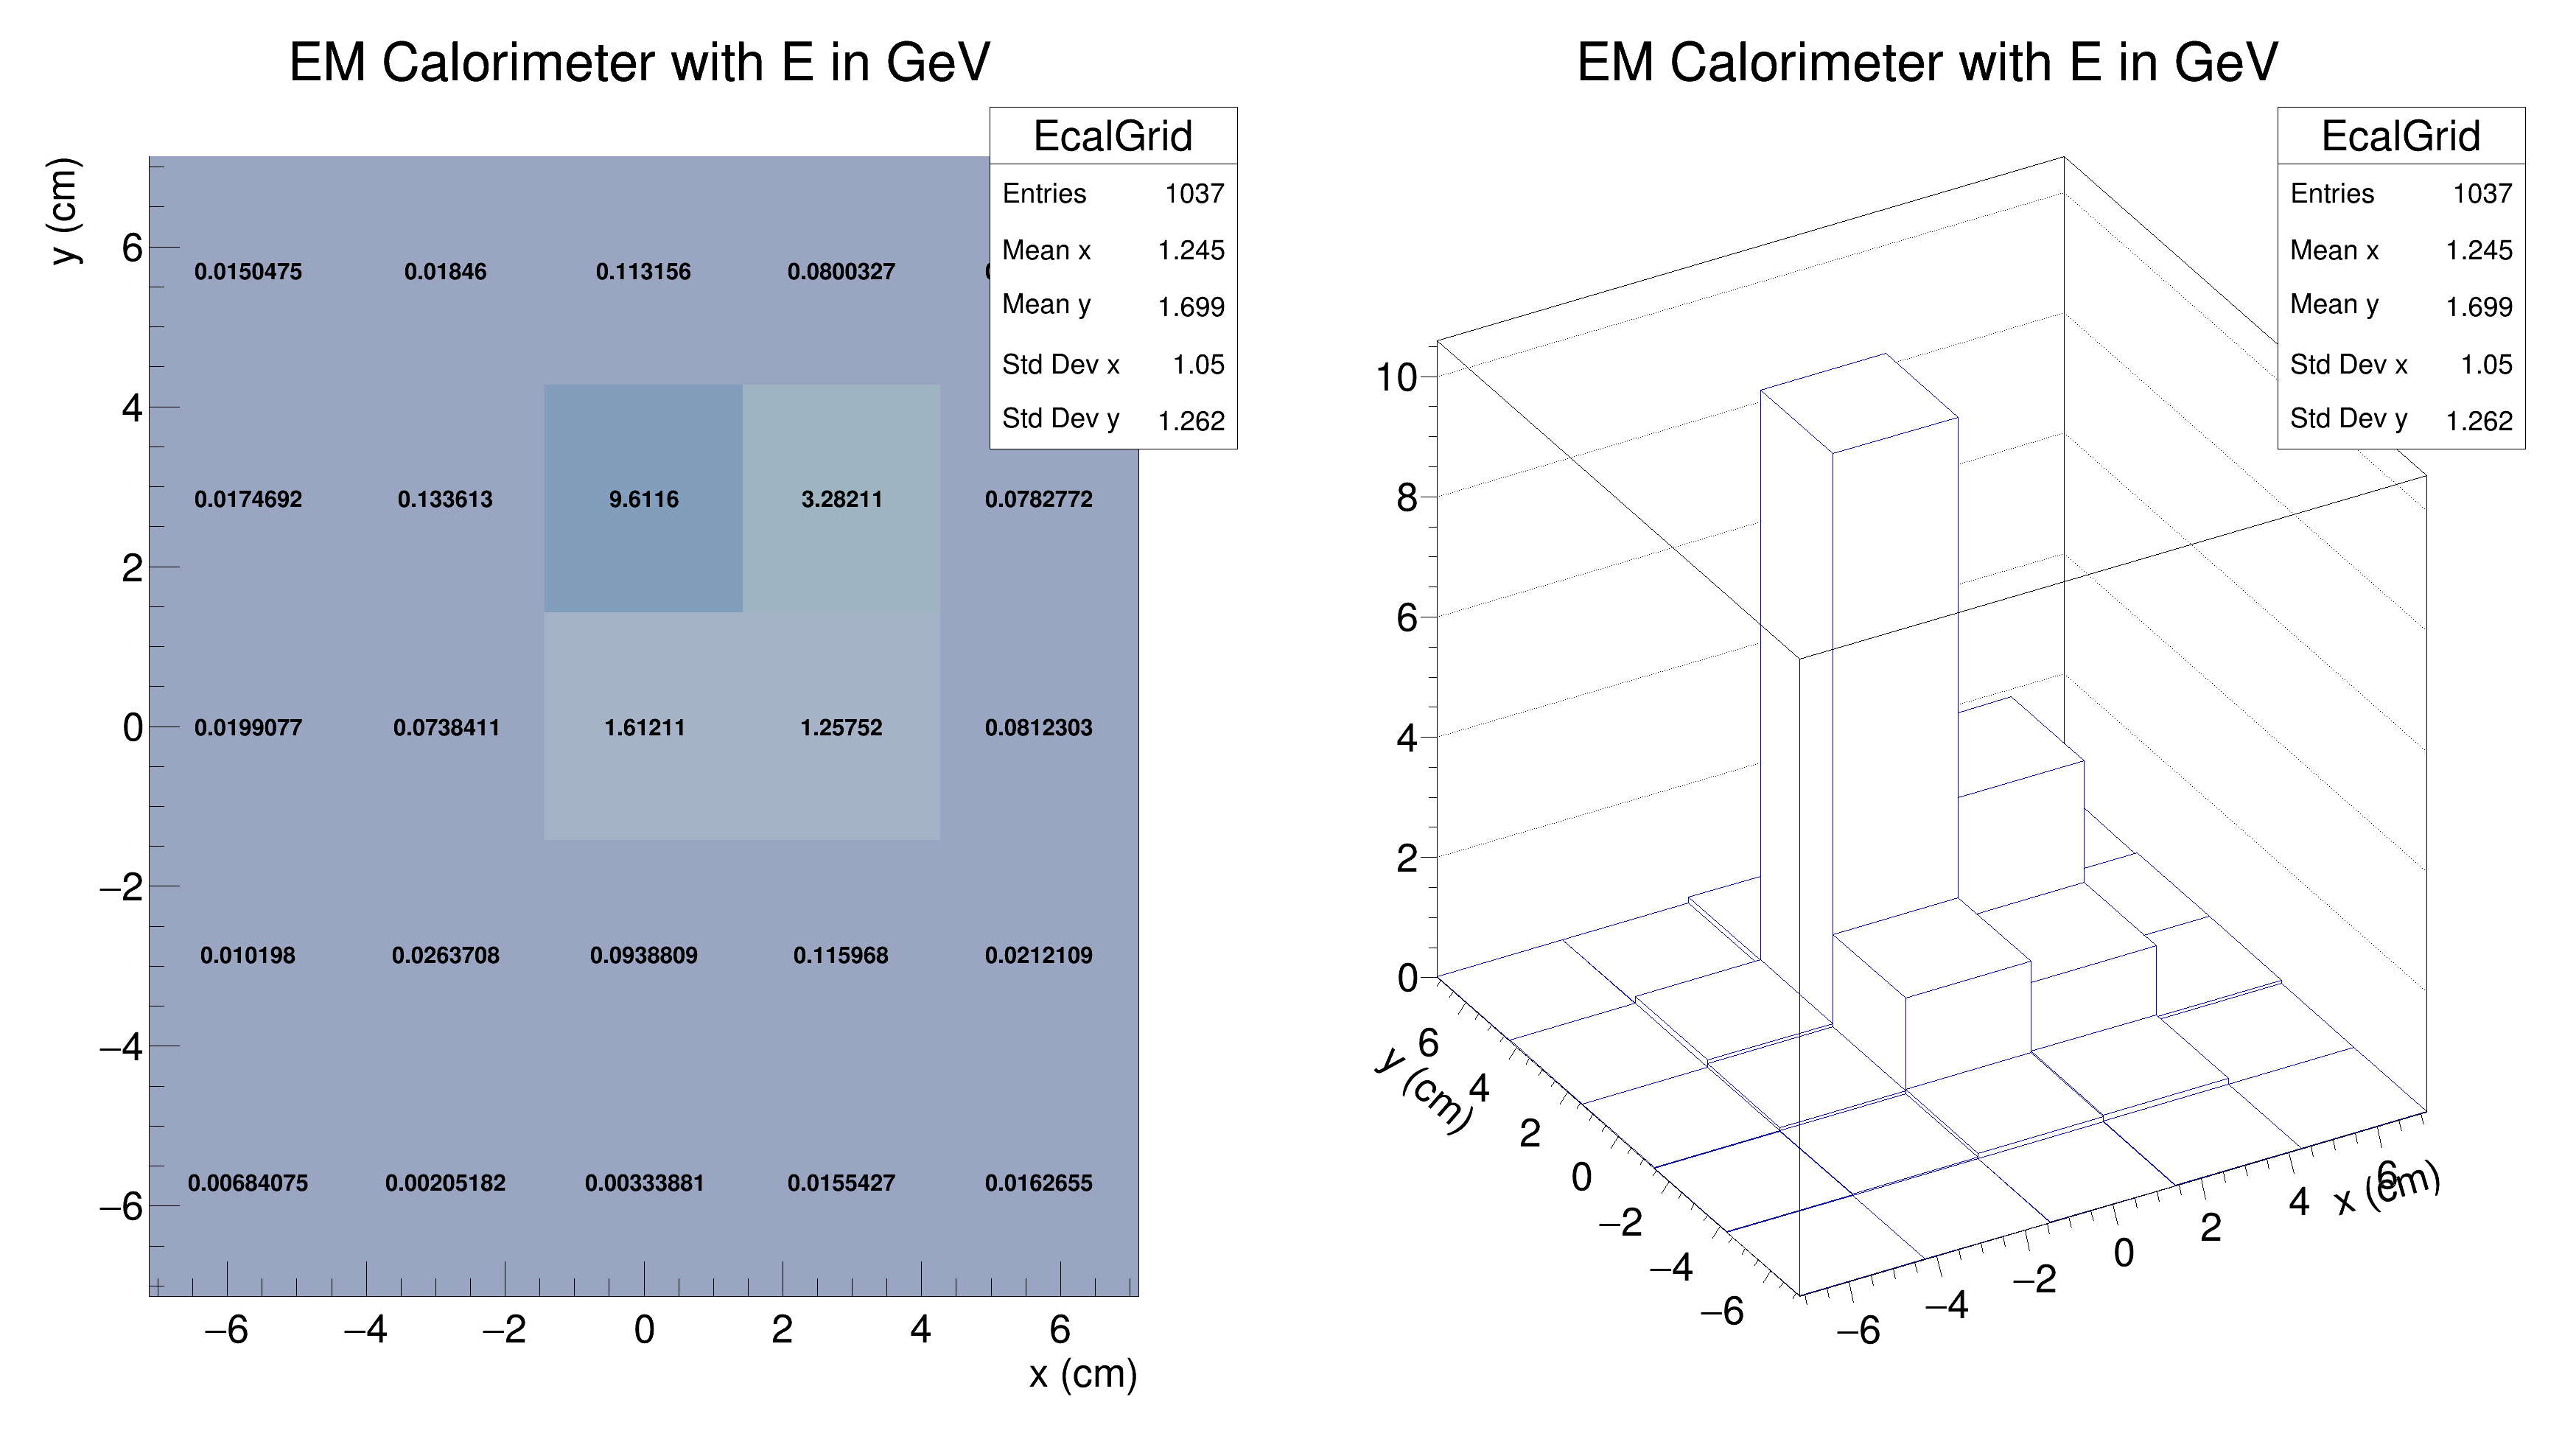 EM Calorimeter with E in GeV
EcalGrid
Entries 1037
Mean x 1.245
Mean y 1.699
Std Dev x 1.05
Std Dev y 1.262
y (cm)
6
4
2
0
−2
−4
−6
0.0150475 0.01846 0.113156 0.0800327
0.0174692 0.133613 9.6116 3.28211 0.0782772
0.0199077 0.0738411 1.61211 1.25752 0.0812303
0.010198 0.0263708 0.0938809 0.115968 0.0212109
0.00684075 0.00205182 0.00333881 0.0155427 0.0162655
−6 −4 −2 0 2 4 6
x (cm)
EM Calorimeter with E in GeV
EcalGrid
Entries 1037
Mean x 1.245
Mean y 1.699
Std Dev x 1.05
Std Dev y 1.262
10
8
6
4
2
0
6
4
2
0
−2
−4
−6
y (cm)
−6 −4 −2 0 2 4 6
x (cm)